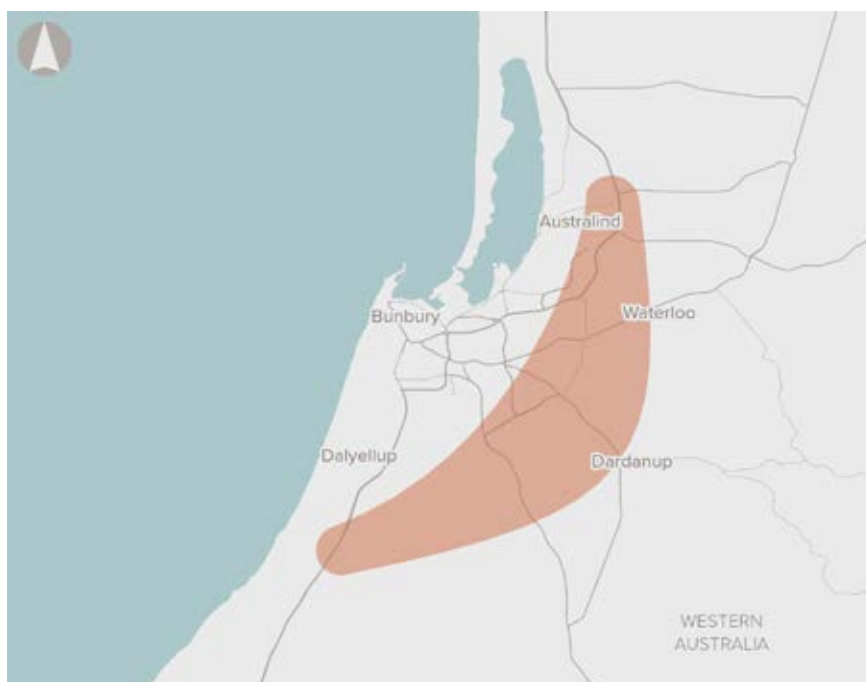 Australind
Bunbury
Waterloo
Dalyellup
Dardanup
WESTERN
AUSTRALIA